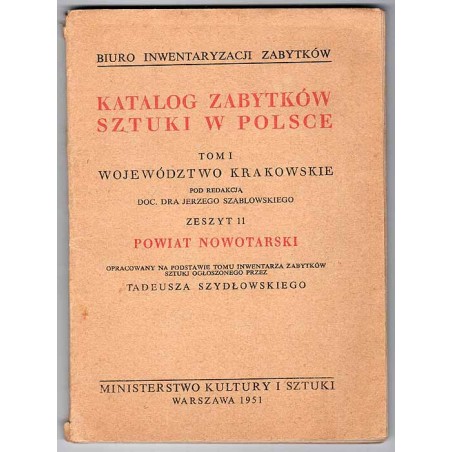 BIURO INWENTARYZACJI ZABYTKÓW
KATALOG ZABYTKÓW
SZTUKI W POLSCE
TOM I
WOJEWÓDZTWO KRAKOWSKIE
POD REDAKCJĄ
DOC. DRA JERZEGO SZABLOWSKIEGO
ZESZYT 11
POWIAT NOWOTARSKI
OPRACOWANY NA PODSTAWIE TOMU INWENTARZA ZABYTKÓW
SZTUKI OGŁOSZONEGO PRZEZ
TADEUSZA SZYDŁOWSKIEGO
MINISTERSTWO KULTURY I SZTUKI
WARSZAWA 1951